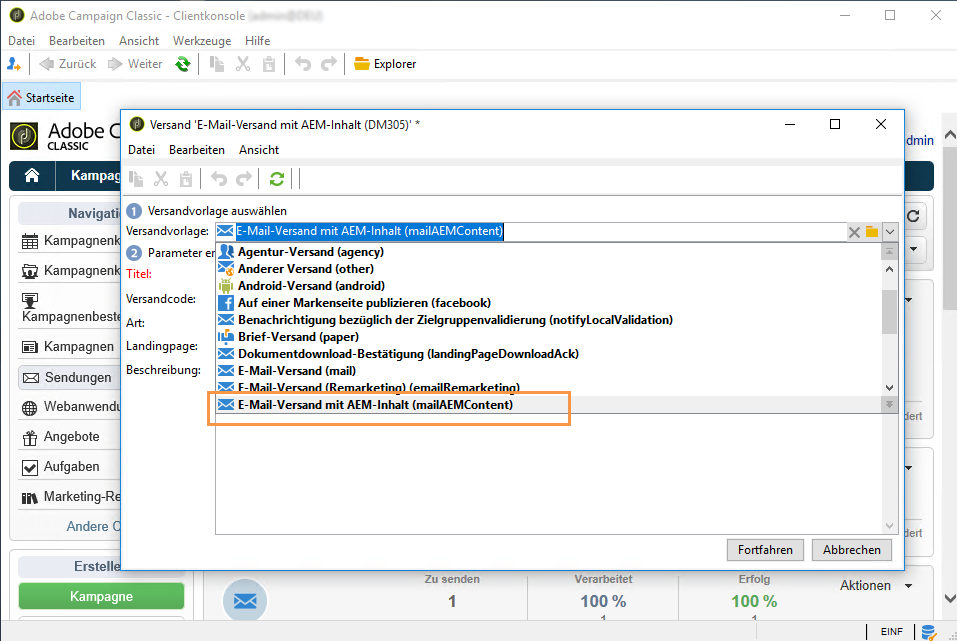 Adobe Campaign Classic - Clientkonsole
Datei Bearbeiten Ansicht Werkzeuge Hilfe
Zurück Weiter Explorer
Startseite
Adobe C
CLASSIC
dmin
Kampag
Navigati
Kampagnenk
Kampagnenk
Kampagnenbeste
Kampagnen
Sendungen
Webanwendu
Angebote
Aufgaben
Marketing-Re
Andere O
Erstelle
Kampagne
Versand 'E-Mail-Versand mit AEM-Inhalt (DM305)' *
Datei Bearbeiten Ansicht
1 Versandvorlage auswählen
Versandvorlage: E-Mail-Versand mit AEM-Inhalt (mailAEMContent)
2 Parameter er
Titel:
Versandcode:
Art:
Landingpage:
Beschreibung:
Agentur-Versand (agency)
Anderer Versand (other)
Android-Versand (android)
Auf einer Markenseite publizieren (facebook)
Benachrichtigung bezüglich der Zielgruppenvalidierung (notifyLocalValidation)
Brief-Versand (paper)
Dokumentdownload-Bestätigung (landingPageDownloadAck)
E-Mail-Versand (mail)
E-Mail-Versand (Remarketing) (emailRemarketing)
E-Mail-Versand mit AEM-Inhalt (mailAEMContent)
dert
dert
Fortfahren Abbrechen
Zu senden Verarbeitet Erfolg Aktionen
1 100 % 100 %
1 1
EINF